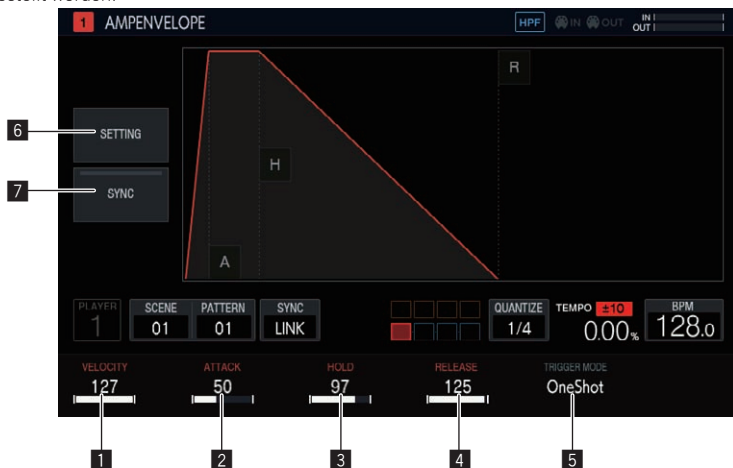 1 AMPENVELOPE HPF IN OUT IN
OUT
R
6 SETTING
H
7 SYNC
A
PLAYER SCENE PATTERN SYNC QUANTIZE TEMPO ±10 BPM
1 01 01 LINK 1/4 0.00% 128.0
VELOCITY ATTACK HOLD RELEASE TRIGGER MODE
127 50 97 125 OneShot
1 2 3 4 5